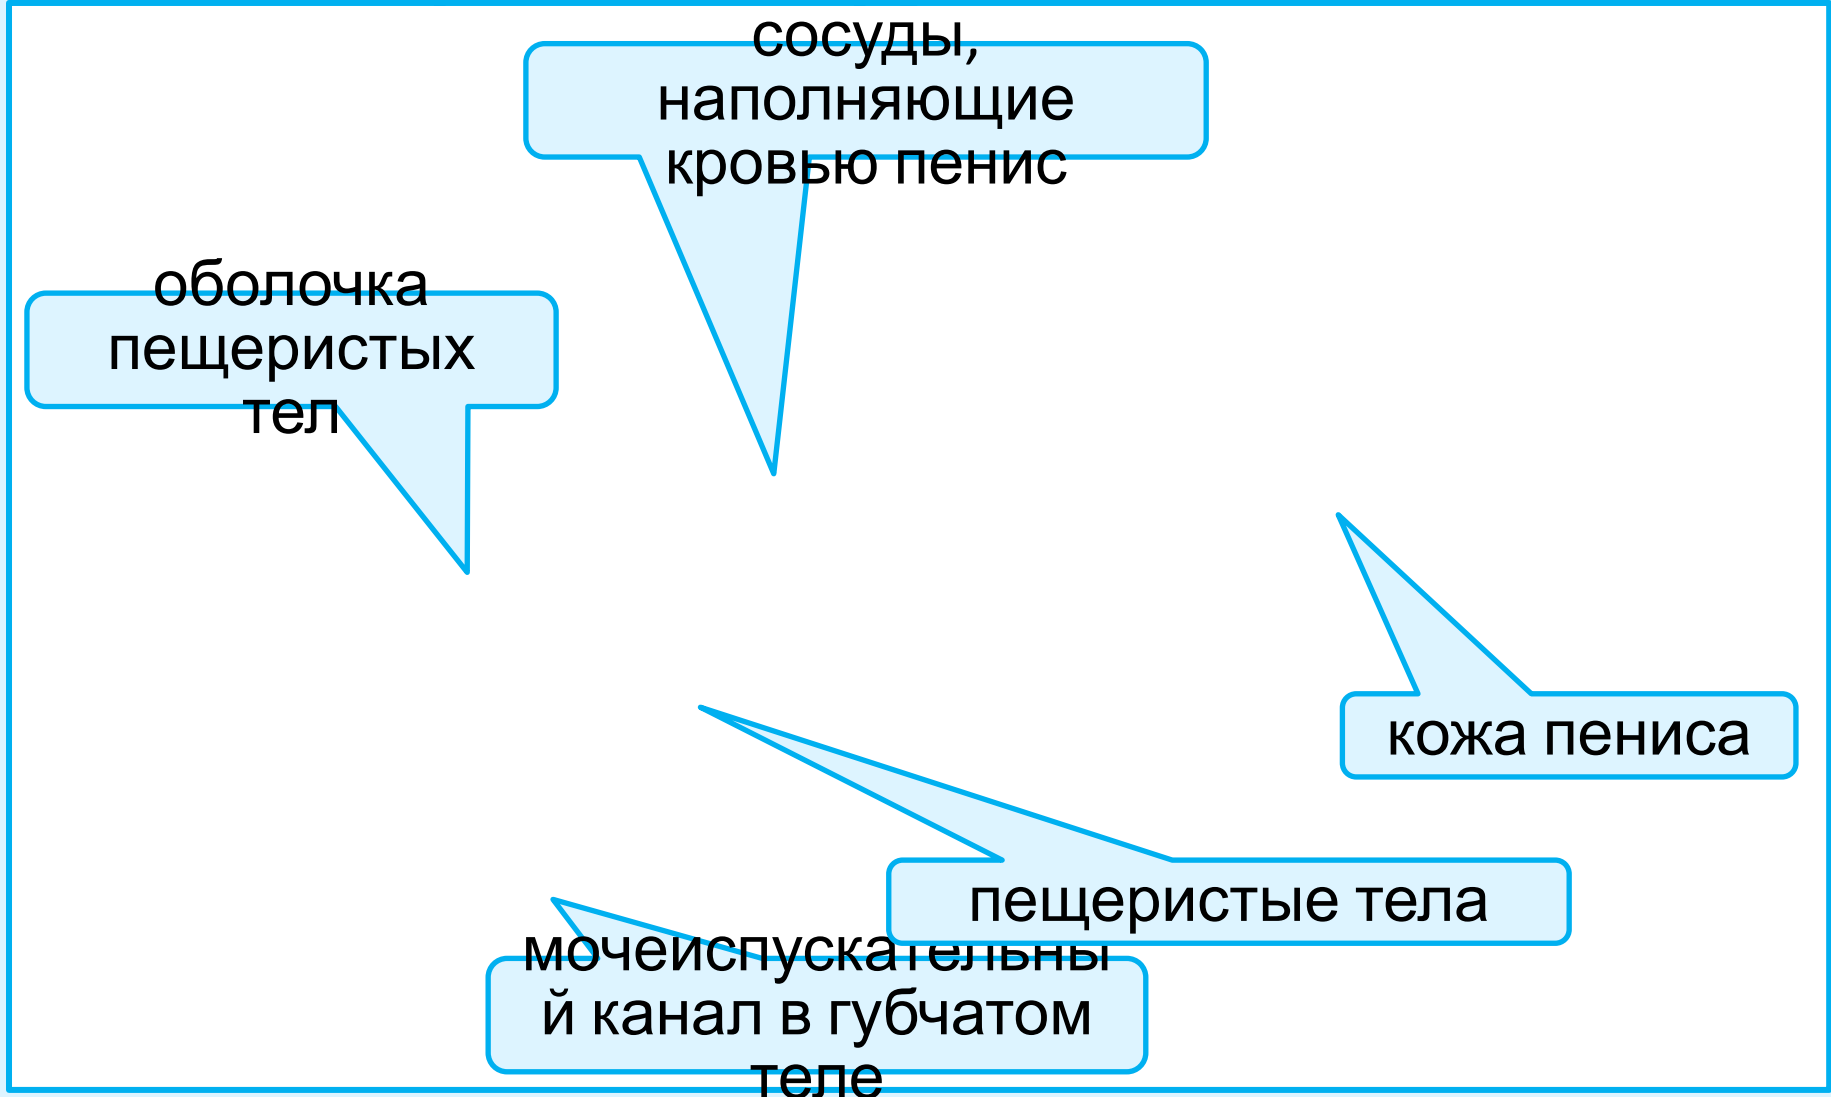 сосуды,
наполняющие
кровью пенис
оболочка
пещеристых
тел
кожа пениса
пещеристые тела
мочеиспускательны
й канал в губчатом
теле